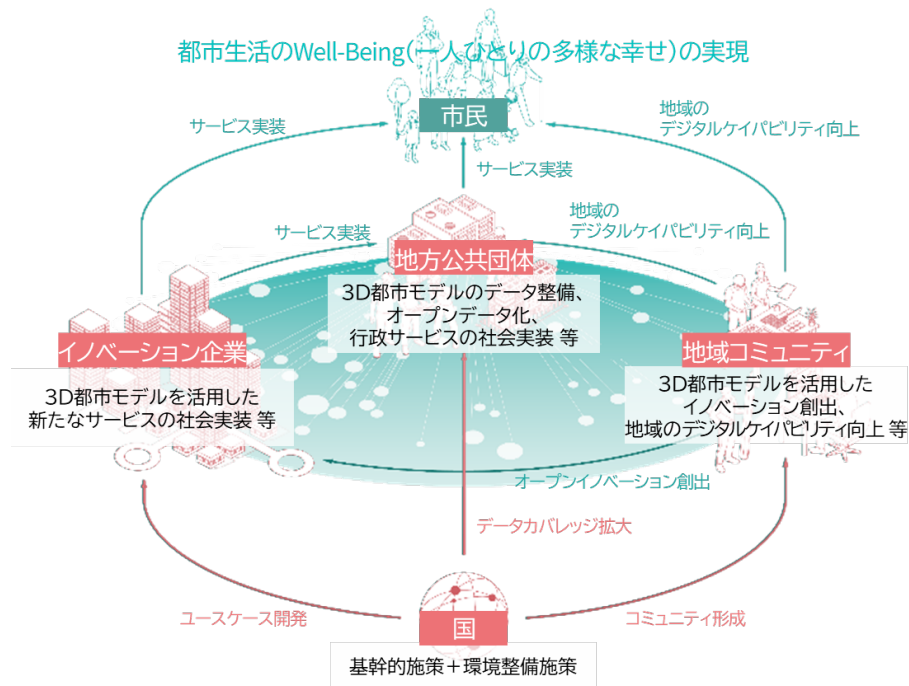 都市生活のWell-Being(一人ひとりの多様な幸せ)の実現
市民
サービス実装
地域の
デジタルケイパビリティ向上
サービス実装
サービス実装
地域の
デジタルケイパビリティ向上
地方公共団体
3D都市モデルのデータ整備、
オープンデータ化、
行政サービスの社会実装 等
イノベーション企業
3D都市モデルを活用した
新たなサービスの社会実装 等
地域コミュニティ
3D都市モデルを活用した
イノベーション創出、
地域のデジタルケイパビリティ向上 等
オープンイノベーション創出
データカバレッジ拡大
ユースケース開発
コミュニティ形成
国
基幹的施策＋環境整備施策